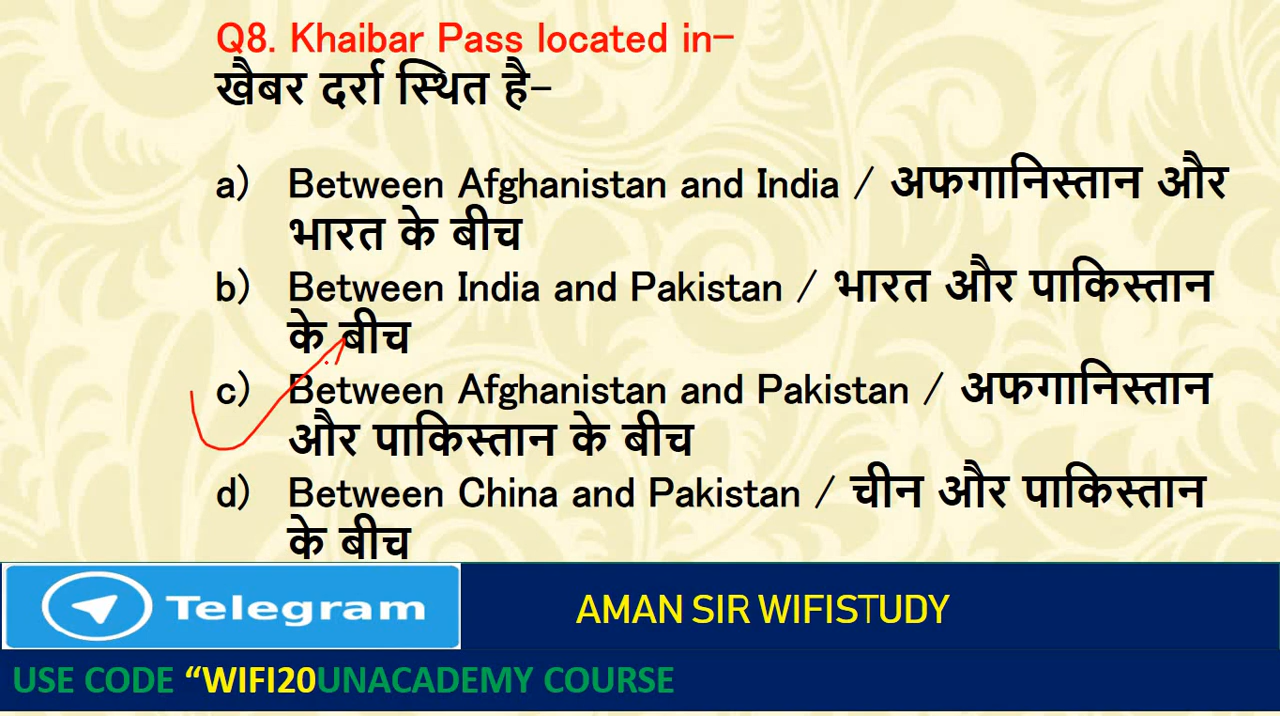 Q8. Khaibar Pass located in-
खैबर दर्रा स्थित है-
a) Between Afghanistan and India / अफगानिस्तान और
भारत के बीच
b) Between India and Pakistan / भारत और पाकिस्तान
के बीच
c) Between Afghanistan and Pakistan / अफगानिस्तान
और पाकिस्तान के बीच
d) Between China and Pakistan / चीन और पाकिस्तान
के बीच
Telegram
AMAN SIR WIFISTUDY
USE CODE “WIFI20UNACADEMY COURSE